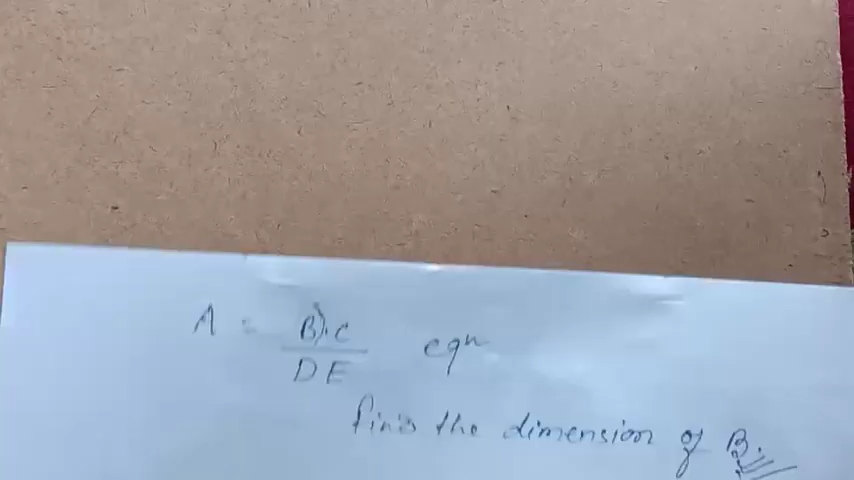 A = B).C / DE eqn
find the dimension of B.